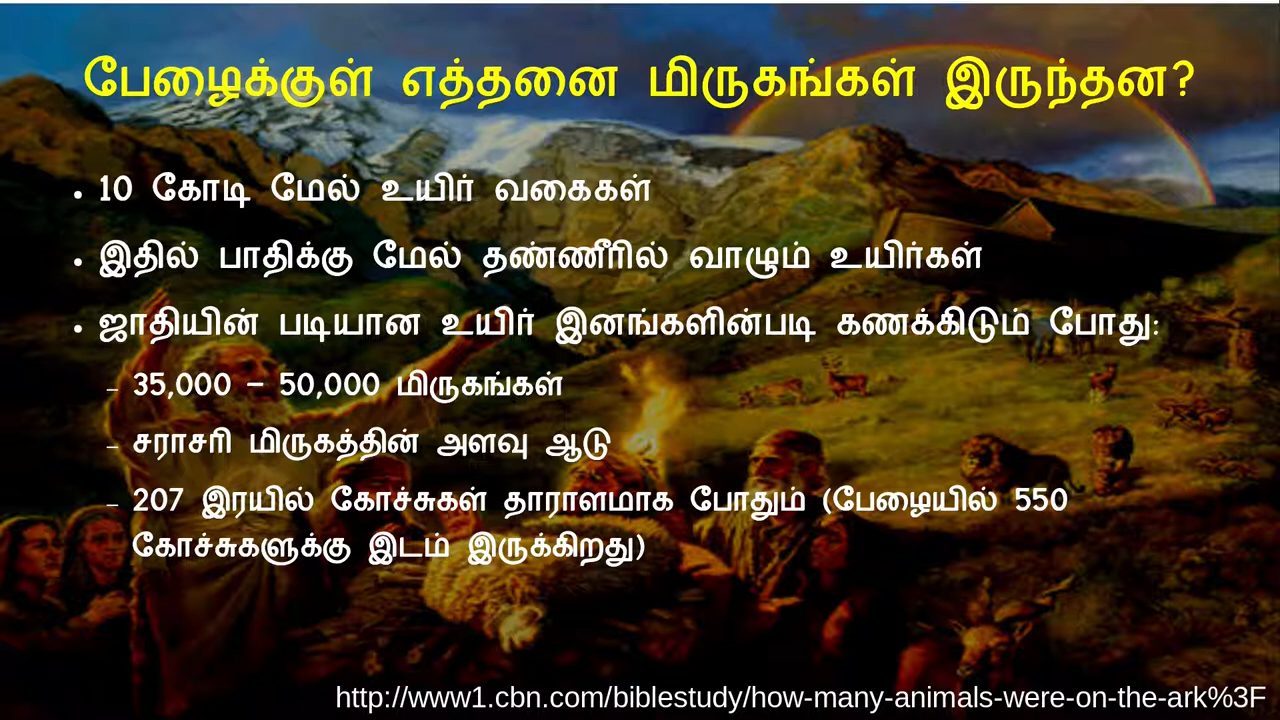 பேழைக்குள் எத்தனை மிருகங்கள் இருந்தன?
• 10 கோடி மேல் உயிர் வகைகள்
• இதில் பாதிக்கு மேல் தண்ணீரில் வாழும் உயிர்கள்
• ஜாதியின் படியான உயிர் இனங்களின்படி கணக்கிடும் போது:
– 35,000 – 50,000 மிருகங்கள்
– சராசரி மிருகத்தின் அளவு ஆடு
– 207 இரயில் கோச்சுகள் தாராளமாக போதும் (பேழையில் 550
கோச்சுகளுக்கு இடம் இருக்கிறது)
http://www1.cbn.com/biblestudy/how-many-animals-were-on-the-ark%3F